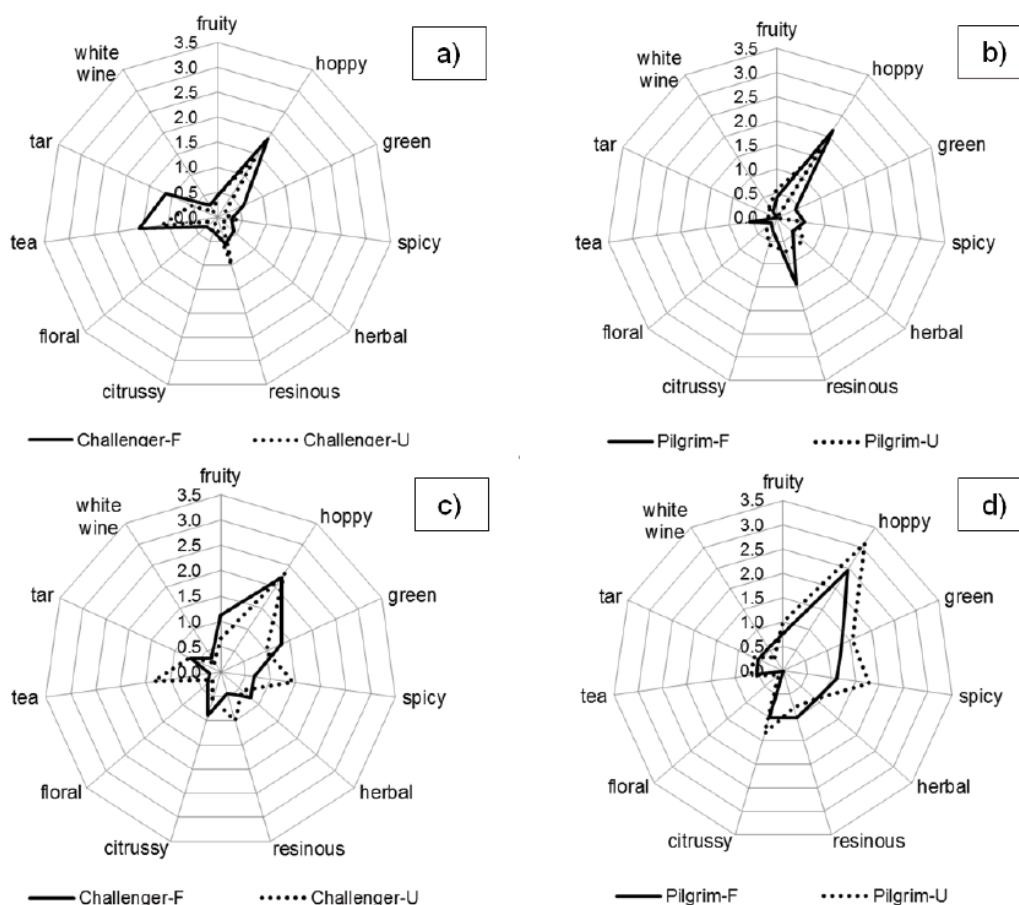 a)
fruity
hoppy
green
spicy
herbal
resinous
citrussy
floral
tea
tar
white
wine
3.5
3.0
2.5
2.0
1.5
1.0
0.5
0.0
Challenger-F
Challenger-U
b)
fruity
hoppy
green
spicy
herbal
resinous
citrussy
floral
tea
tar
white
wine
3.5
3.0
2.5
2.0
1.5
1.0
0.5
0.0
Pilgrim-F
Pilgrim-U
c)
fruity
hoppy
green
spicy
herbal
resinous
citrussy
floral
tea
tar
white
wine
3.5
3.0
2.5
2.0
1.5
1.0
0.5
0.0
Challenger-F
Challenger-U
d)
fruity
hoppy
green
spicy
herbal
resinous
citrussy
floral
tea
tar
white
wine
3.5
3.0
2.5
2.0
1.5
1.0
0.5
0.0
Pilgrim-F
Pilgrim-U